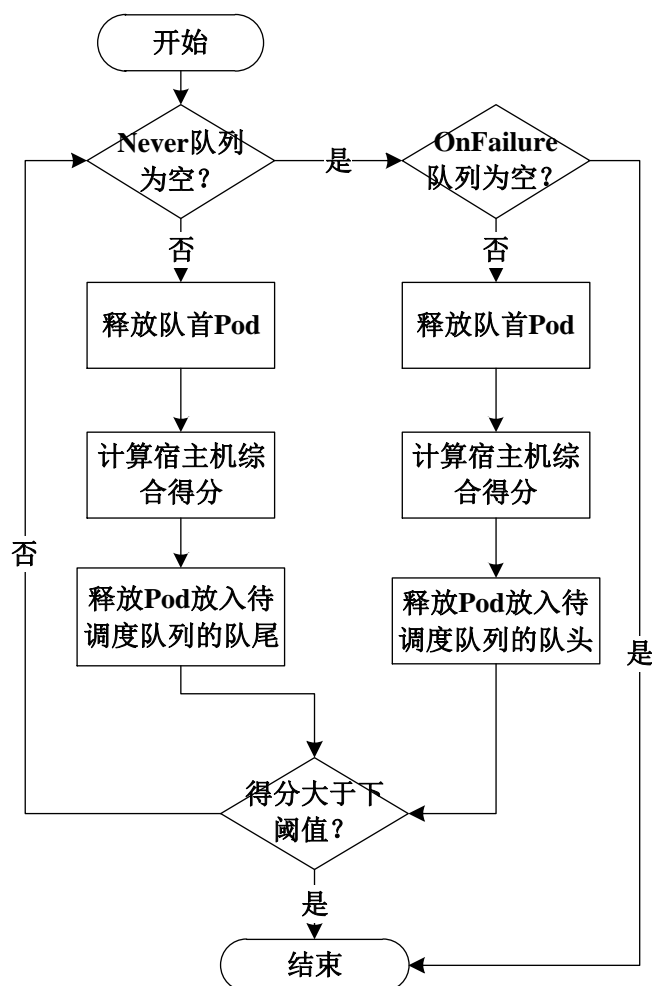 开始
Never队列
为空？
是
OnFailure
队列为空？
否
否
释放队首Pod
释放队首Pod
计算宿主机综
合得分
计算宿主机综
合得分
否
释放Pod放入待
调度队列的队尾
释放Pod放入待
调度队列的队头
是
得分大于下
阈值？
是
结束